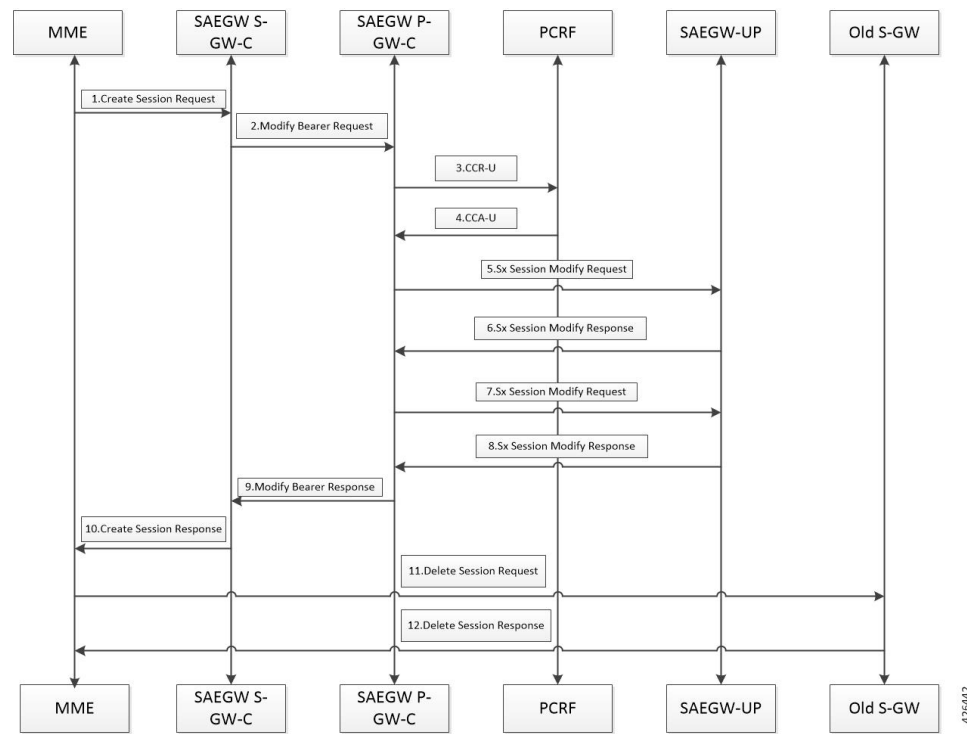 MME
SAEGW S-
GW-C
SAEGW P-
GW-C
PCRF
SAEGW-UP
Old S-GW
1.Create Session Request
2.Modify Bearer Request
3.CCR-U
4.CCA-U
5.Sx Session Modify Request
6.Sx Session Modify Response
7.Sx Session Modify Request
8.Sx Session Modify Response
9.Modify Bearer Response
10.Create Session Response
11.Delete Session Request
12.Delete Session Response
MME
SAEGW S-
GW-C
SAEGW P-
GW-C
PCRF
SAEGW-UP
Old S-GW
426442